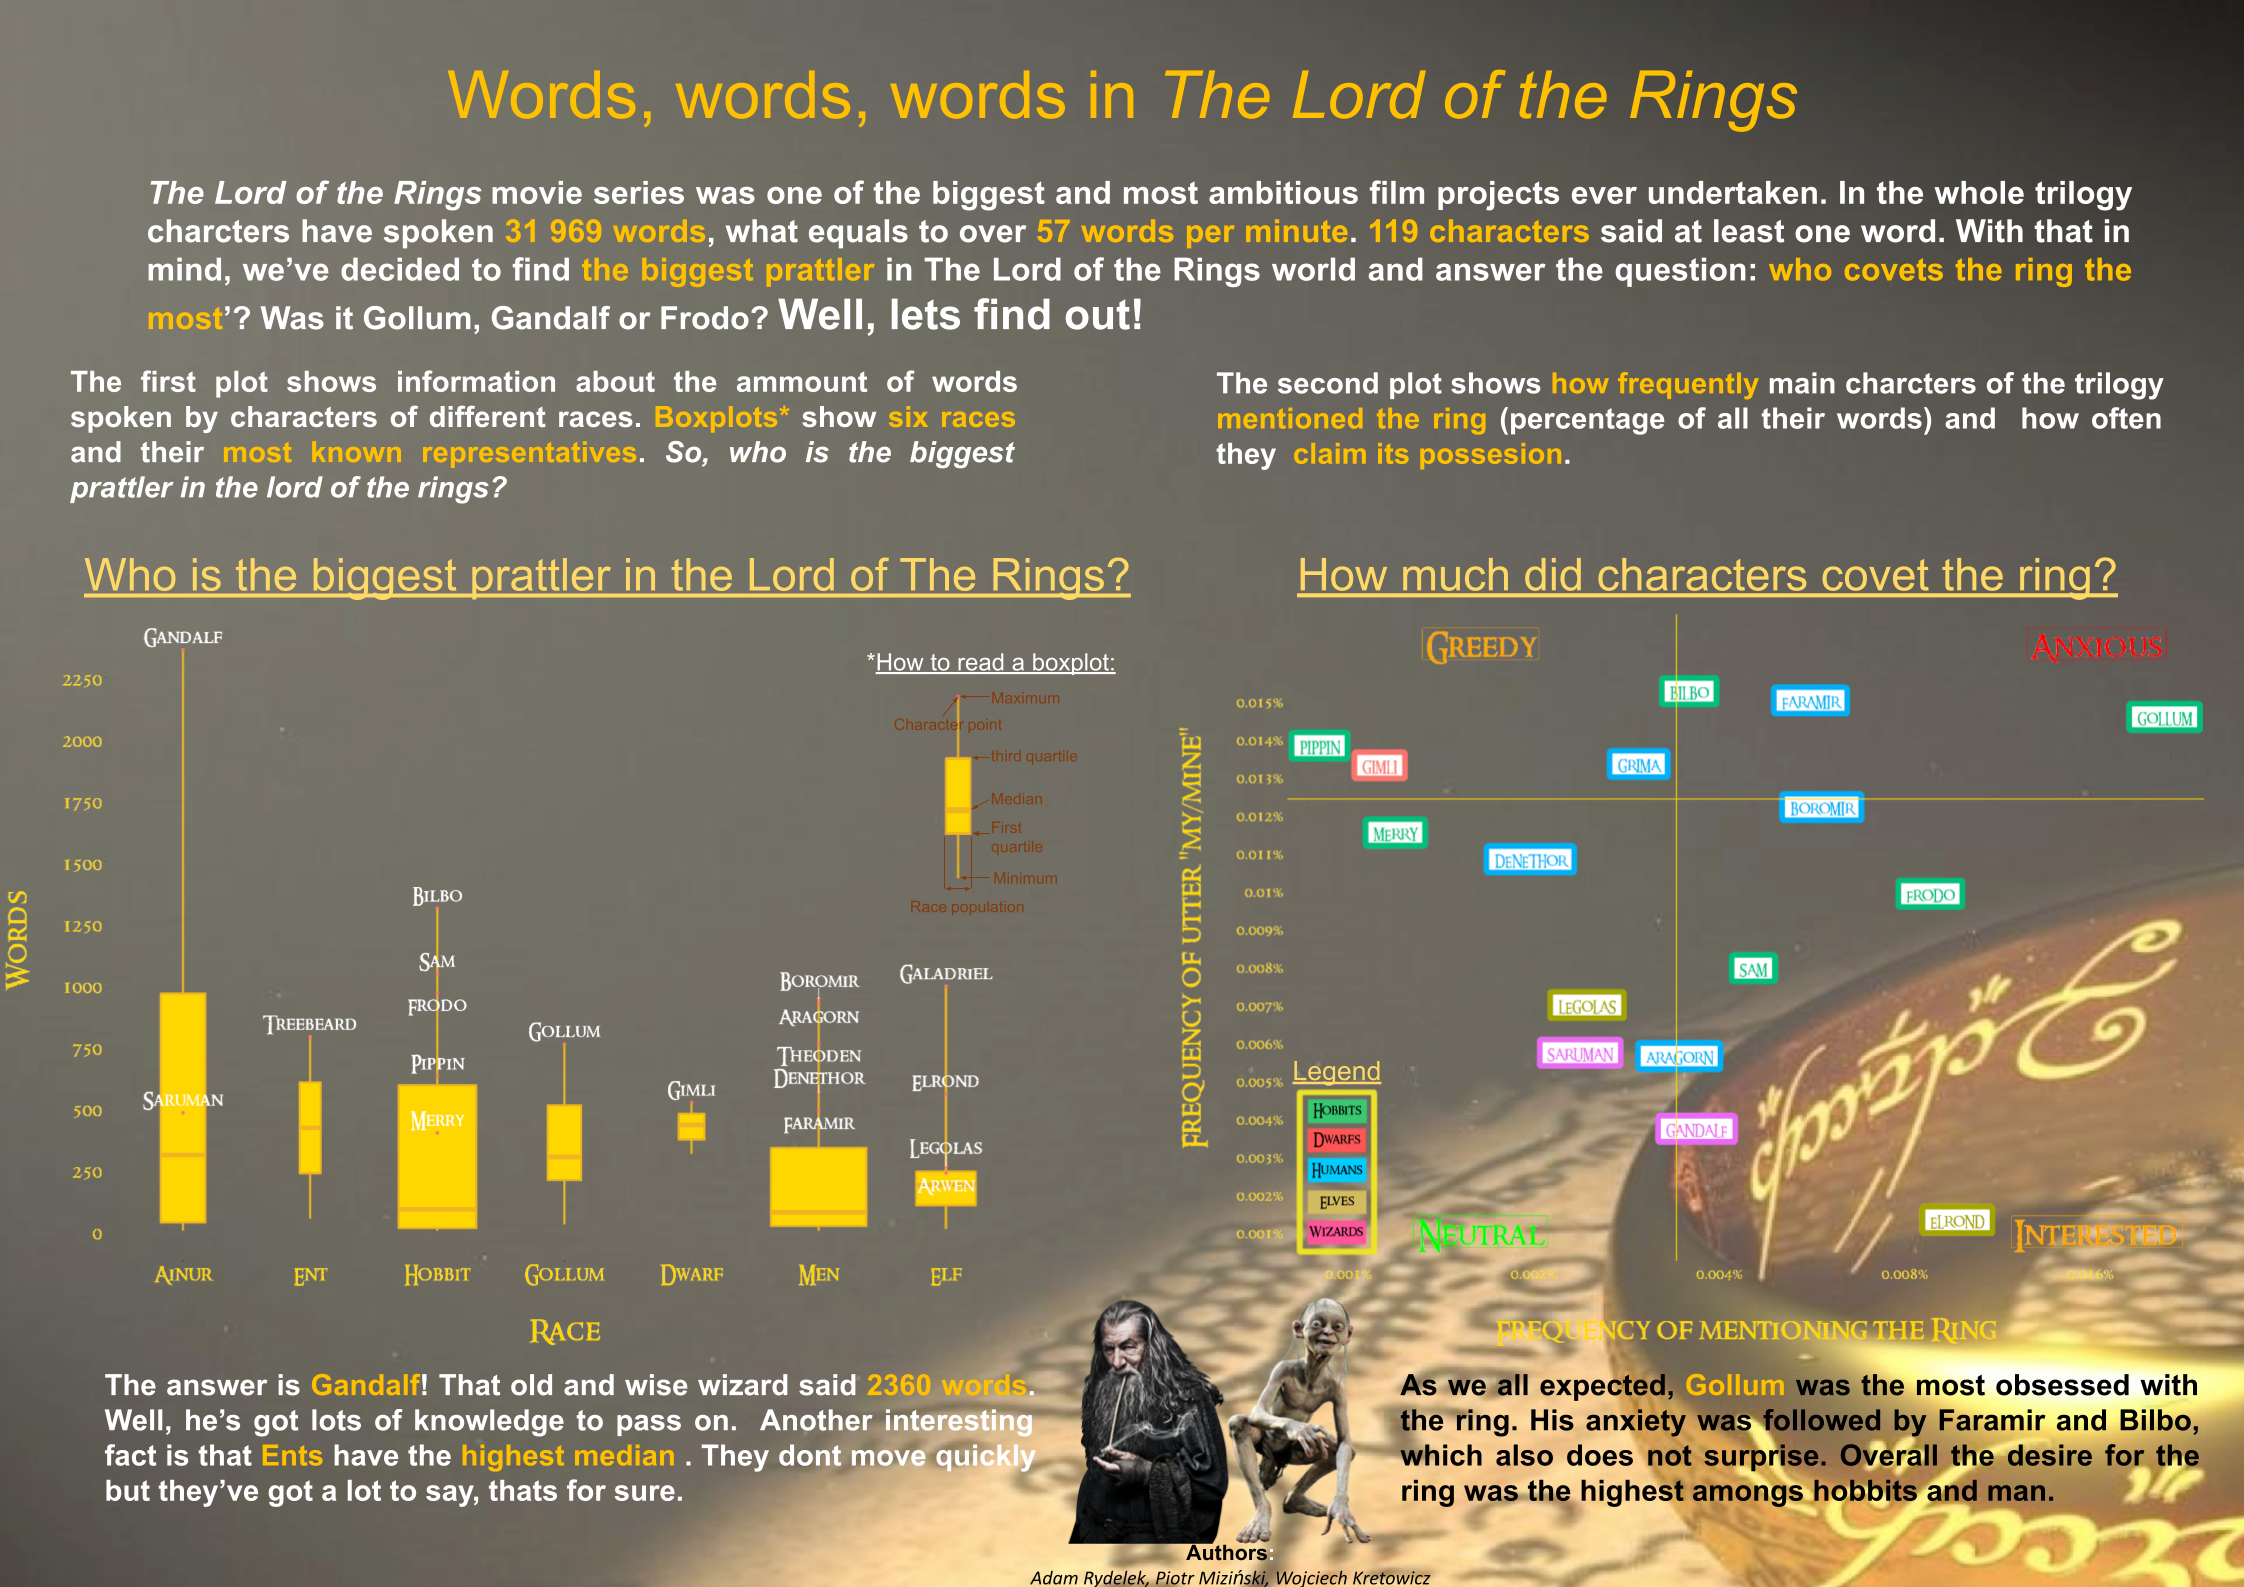 Words, words, words in The Lord of the Rings
The Lord of the Rings movie series was one of the biggest and most ambitious film projects ever undertaken. In the whole trilogy
charcters have spoken 31 969 words, what equals to over 57 words per minute. 119 characters said at least one word. With that in
mind, we've decided to find the biggest prattler in The Lord of the Rings world and answer the question: who covets the ring the
most'? Was it Gollum, Gandalf or Frodo? Well, lets find out!
The first plot shows information about the ammount of words
spoken by characters of different races. Boxplots* show six races
and their most known representatives. So, who is the biggest
prattler in the lord of the rings?
The second plot shows how frequently main charcters of the trilogy
mentioned the ring (percentage of all their words) and how often
they claim its possesion.
Who is the biggest prattler in the Lord of The Rings?
Gandalf
*How to read a boxplot:
Maximum
Character point
third quartile
Median
First
quartile
Minimum
Race population
2250
2000
1750
1500
1250
1000
750
500
250
0
Words
Saruman
Treebeard
Bilbo
Sam
Frodo
Pippin
Merry
Gollum
Gimli
Boromir
Aragorn
Theoden
Denethor
Faramir
Galadriel
Elrond
Legolas
Arwen
Ainur
Ent
Hobbit
Gollum
Dwarf
Men
Elf
Race
The answer is Gandalf! That old and wise wizard said 2360 words.
Well, he's got lots of knowledge to pass on. Another interesting
fact is that Ents have the highest median . They dont move quickly
but they've got a lot to say, thats for sure.
How much did characters covet the ring?
Greedy
Anxious
Bilbo
Faramir
Gollum
Pippin
Gimli
Grima
Boromir
Merry
Denethor
Frodo
Sam
Legolas
Saruman
Aragorn
Gandalf
Elrond
Neutral
Interested
0.015%
0.014%
0.013%
0.012%
0.011%
0.01%
0.009%
0.008%
0.007%
0.006%
0.005%
0.004%
0.003%
0.002%
0.001%
Frequency of utter "my/mine"
Legend
Hobbits
Dwarfs
Humans
Elves
Wizards
0.001%
0.002%
0.004%
0.008%
0.016%
Frequency of mentioning the Ring
As we all expected, Gollum was the most obsessed with
the ring. His anxiety was followed by Faramir and Bilbo,
which also does not surprise. Overall the desire for the
ring was the highest amongs hobbits and man.
Authors:
Adam Rydelek, Piotr Miziński, Wojciech Kretowicz